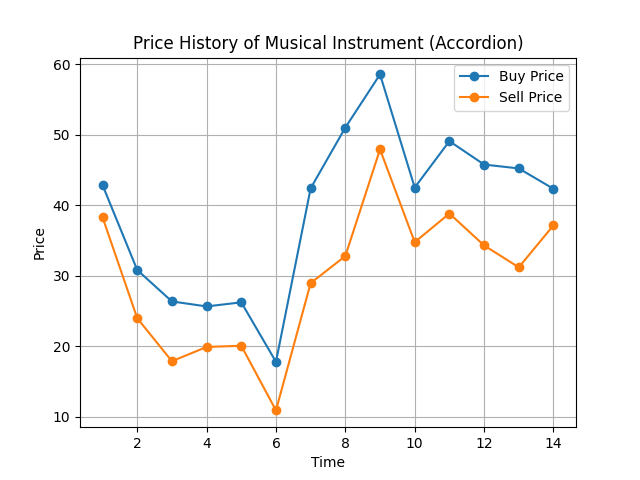 Price History of Musical Instrument (Accordion)
Buy Price
Sell Price
60
50
40
30
20
10
Price
2 4 6 8 10 12 14
Time